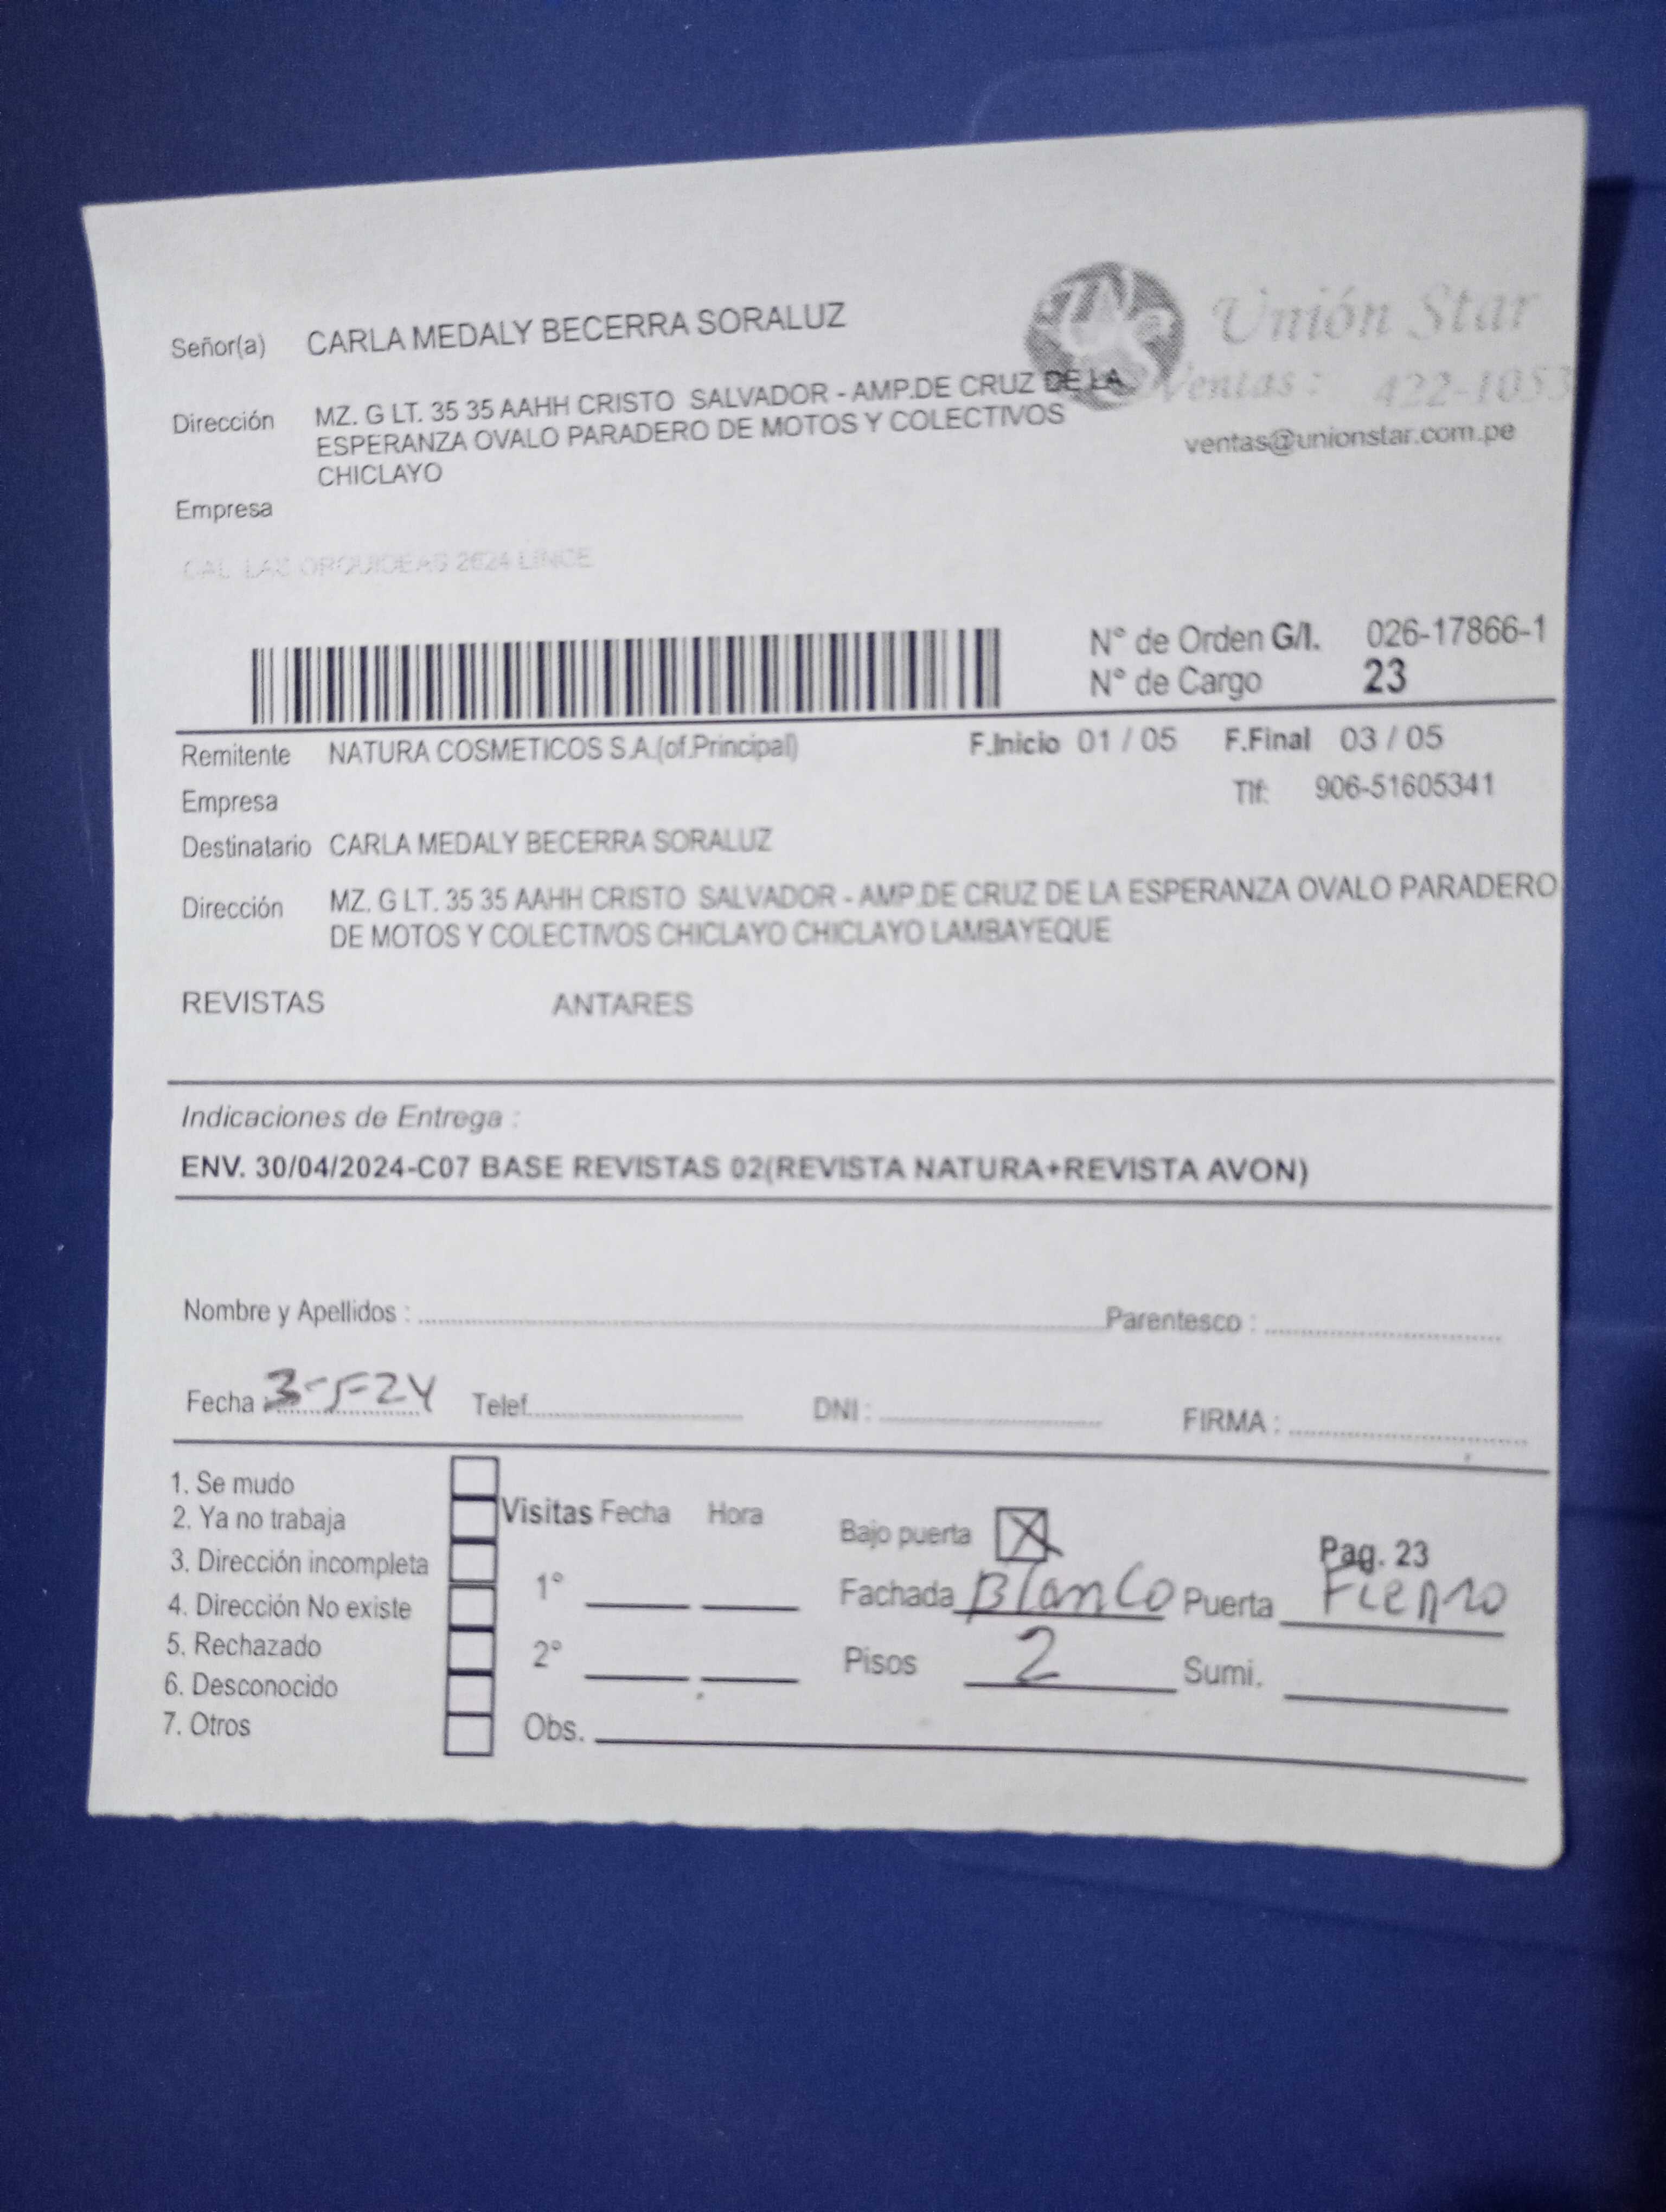 Señor(a) CARLA MEDALY BECERRA SORALUZ
Unión Star
Ventas : 422-1053
ventas@unionstar.com.pe
Dirección MZ. G LT. 35 35 AAHH CRISTO SALVADOR - AMP.DE CRUZ DE LA
ESPERANZA OVALO PARADERO DE MOTOS Y COLECTIVOS
CHICLAYO
Empresa
CAL LAS ORQUIDEAS 2624 LINCE
N° de Orden G/I. 026-17866-1
N° de Cargo 23
Remitente NATURA COSMETICOS S.A.(of.Principal) F.Inicio 01 / 05 F.Final 03 / 05
Empresa Tlf: 906-51605341
Destinatario CARLA MEDALY BECERRA SORALUZ
Dirección MZ. G LT. 35 35 AAHH CRISTO SALVADOR - AMP.DE CRUZ DE LA ESPERANZA OVALO PARADERO
DE MOTOS Y COLECTIVOS CHICLAYO CHICLAYO LAMBAYEQUE
REVISTAS ANTARES
Indicaciones de Entrega :
ENV. 30/04/2024-C07 BASE REVISTAS 02(REVISTA NATURA+REVISTA AVON)
Nombre y Apellidos : Parentesco :
Fecha : 3-5-24 Telef. DNI : FIRMA :
1. Se mudo
2. Ya no trabaja
3. Dirección incompleta
4. Dirección No existe
5. Rechazado
6. Desconocido
7. Otros
Visitas Fecha Hora
1°
2°
Obs.
Bajo puerta X
Pag. 23
Fachada Blanco Puerta Fierro
Pisos 2 Sumi.